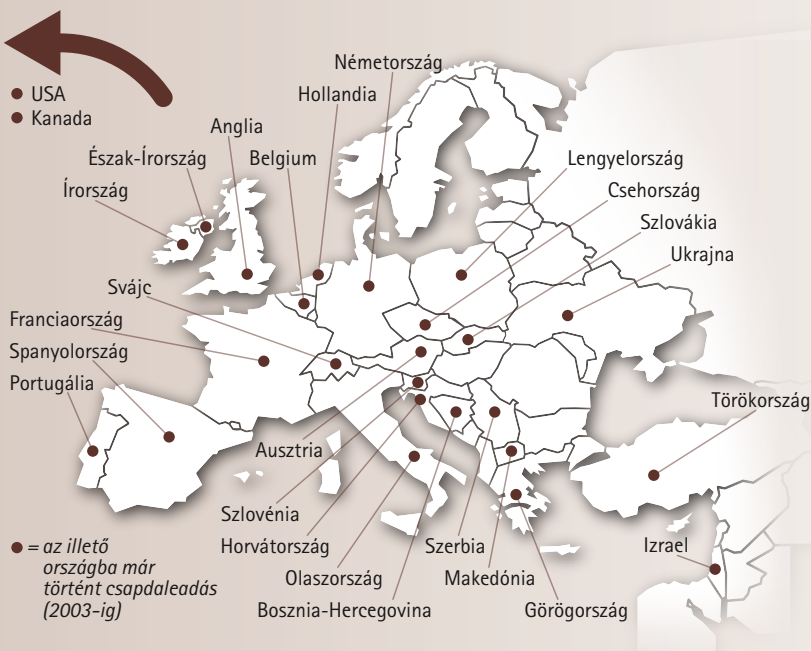 Németország
Hollandia
USA
Kanada
Anglia
Észak-Írország
Belgium
Lengyelország
Írország
Csehország
Szlovákia
Ukrajna
Svájc
Franciaország
Spanyolország
Portugália
Törökország
Ausztria
Szlovénia
Horvátország
Szerbia
Izrael
Olaszország
Makedónia
Bosznia-Hercegovina
Görögország
= az illető
országba már
történt csapdaleadás
(2003-ig)